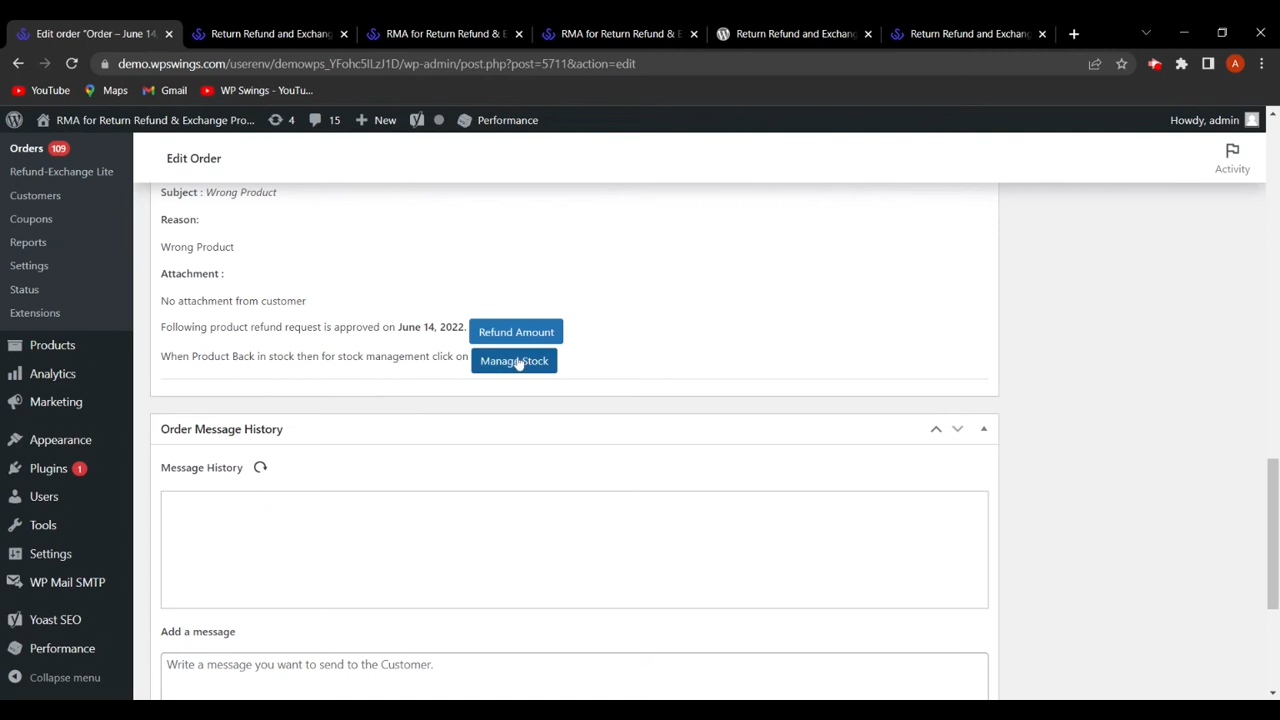 Edit order “Order – June 14,
Return Refund and Exchan
RMA for Return Refund & E
RMA for Return Refund & E
Return Refund and Exchan
Return Refund and Exchan
demo.wpswings.com/userenv/demowps_YFohc5ILzJ1D/wp-admin/post.php?post=5711&action=edit
A
YouTube
Maps
Gmail
WP Swings - YouTu...
RMA for Return Refund & Exchange Pro...
4
15
New
Performance
Howdy, admin
Orders 109
Refund-Exchange Lite
Customers
Coupons
Reports
Settings
Status
Extensions
Products
Analytics
Marketing
Appearance
Plugins 1
Users
Tools
Settings
WP Mail SMTP
Yoast SEO
Performance
Collapse menu
Edit Order
Activity
Subject : Wrong Product
Reason:
Wrong Product
Attachment :
No attachment from customer
Following product refund request is approved on June 14, 2022. Refund Amount
When Product Back in stock then for stock management click on Manage Stock
Order Message History
Message History
Add a message
Write a message you want to send to the Customer.